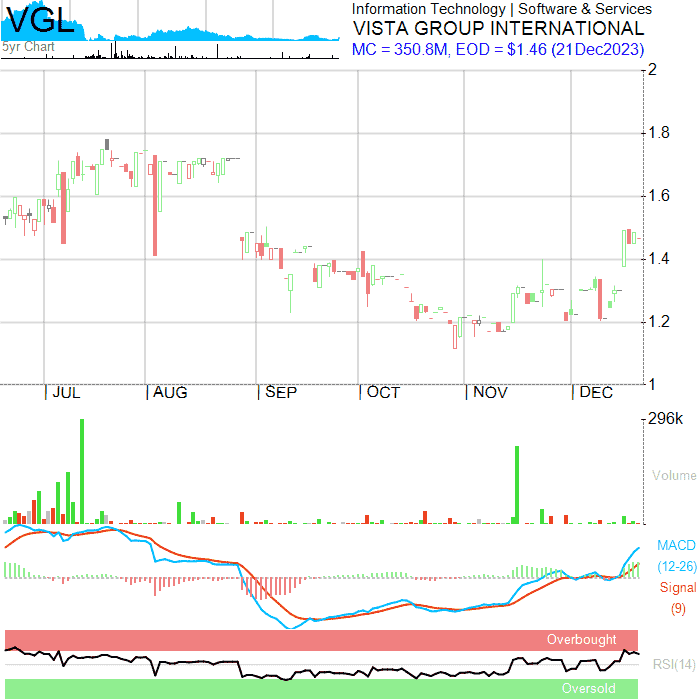 VGL
5yr Chart
Information Technology | Software & Services
VISTA GROUP INTERNATIONAL
MC = 350.8M, EOD = $1.46 (21Dec2023)
2
1.8
1.6
1.4
1.2
1
| JUL
| AUG
| SEP
| OCT
| NOV
| DEC
296k
Volume
MACD
(12-26)
Signal
(9)
Overbought
RSI(14)
Oversold